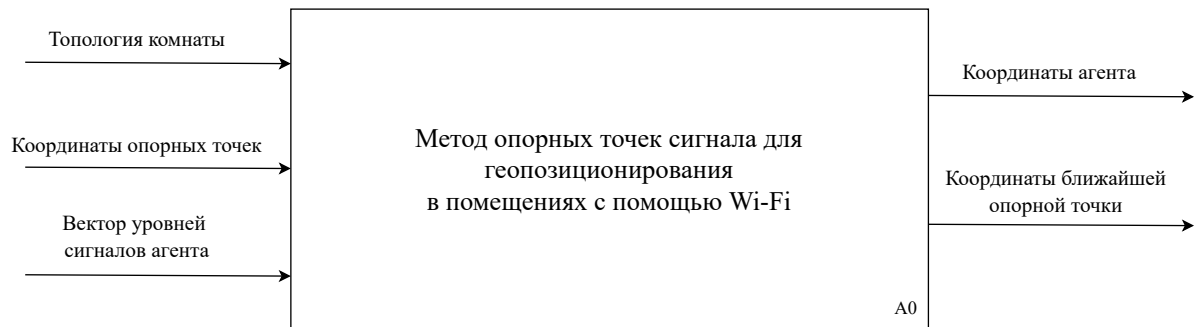 Топология комнаты
Координаты опорных точек
Вектор уровней
сигналов агента
Метод опорных точек сигнала для
геопозиционирования
в помещениях с помощью Wi-Fi
A0
Координаты агента
Координаты ближайшей
опорной точки